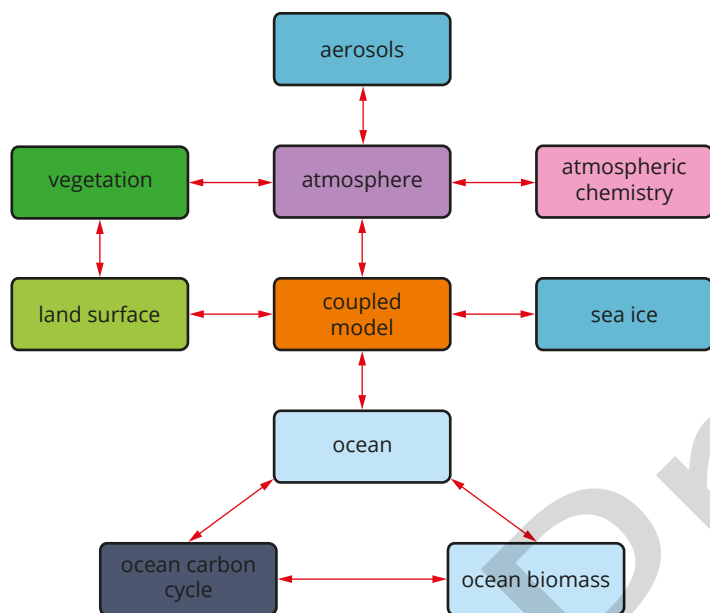 aerosols
vegetation
atmosphere
atmospheric
chemistry
land surface
coupled
model
sea ice
ocean
ocean carbon
cycle
ocean biomass